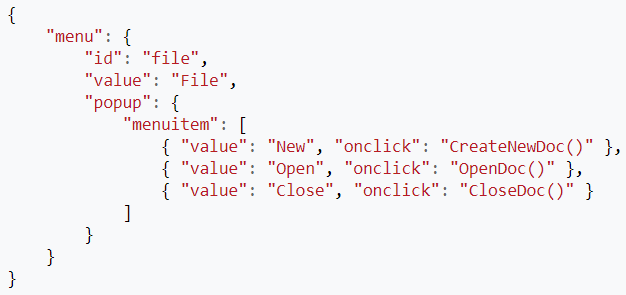 {
    "menu": {
        "id": "file",
        "value": "File",
        "popup": {
            "menuitem": [
                { "value": "New", "onclick": "CreateNewDoc()" },
                { "value": "Open", "onclick": "OpenDoc()" },
                { "value": "Close", "onclick": "CloseDoc()" }
            ]
        }
    }
}